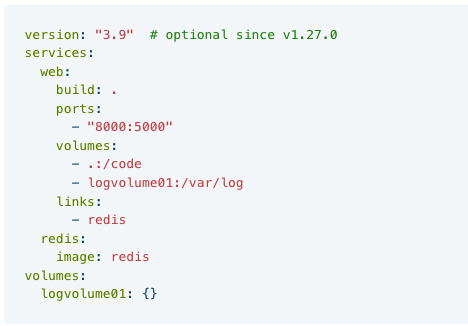 version: "3.9"  # optional since v1.27.0
services:
  web:
    build: .
    ports:
      - "8000:5000"
    volumes:
      - .:/code
      - logvolume01:/var/log
    links:
      - redis
  redis:
    image: redis
volumes:
  logvolume01: {}